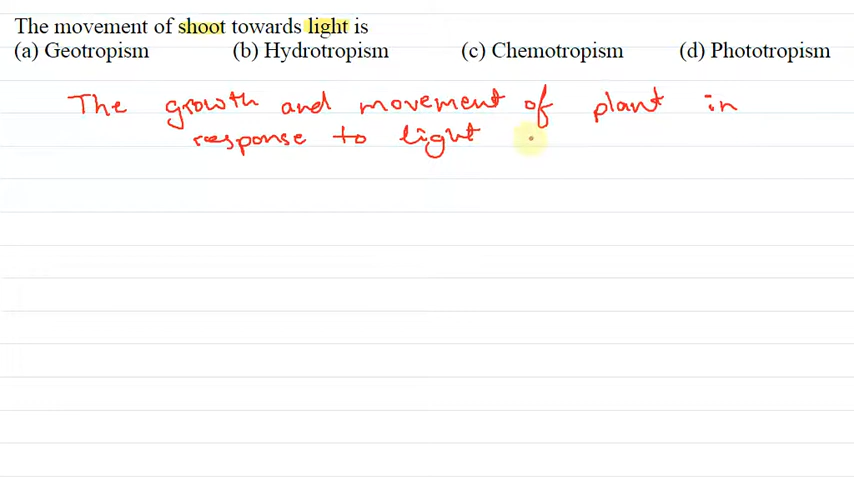 The movement of shoot towards light is
(a) Geotropism (b) Hydrotropism (c) Chemotropism (d) Phototropism
The growth and movement of plant in
response to light